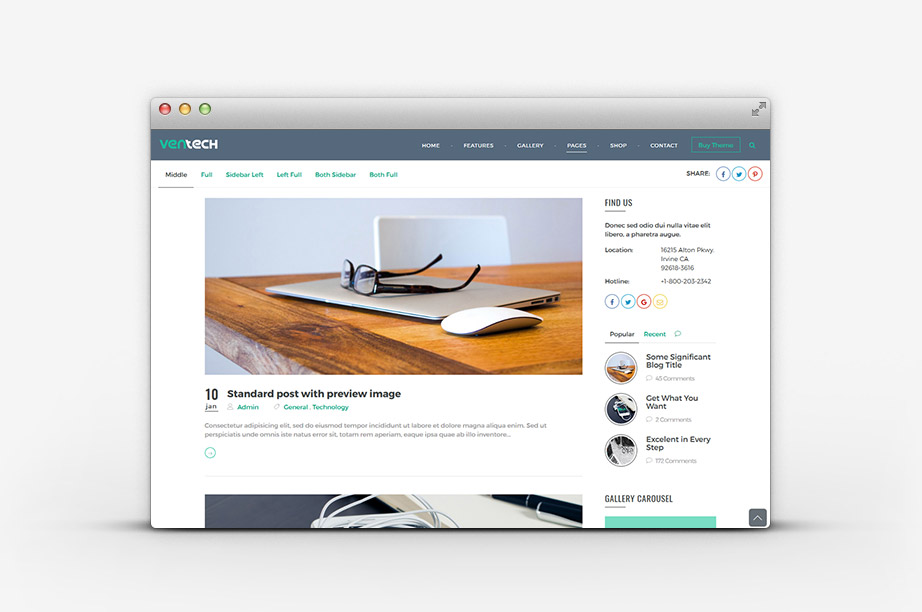 ventech
HOME FEATURES GALLERY PAGES SHOP CONTACT Buy Theme
Middle Full Sidebar Left Left Full Both Sidebar Both Full
SHARE:
10
jan
Standard post with preview image
Admin General . Technology
Consectetur adipisicing elit, sed do eiusmod tempor incididunt ut labore et dolore magna aliqua enim. Sed ut
perspiciatis unde omnis iste natus error sit, totam rem aperiam, eaque ipsa quae ab illo inventore...
FIND US
Donec sed odio dui nulla vitae elit
libero, a pharetra augue.
Location: 16215 Alton Pkwy.
Irvine CA
92618-3616
Hotline: +1-800-203-2342
Popular Recent
Some Significant
Blog Title
45 Comments
Get What You
Want
2 Comments
Excelent in Every
Step
172 Comments
GALLERY CAROUSEL